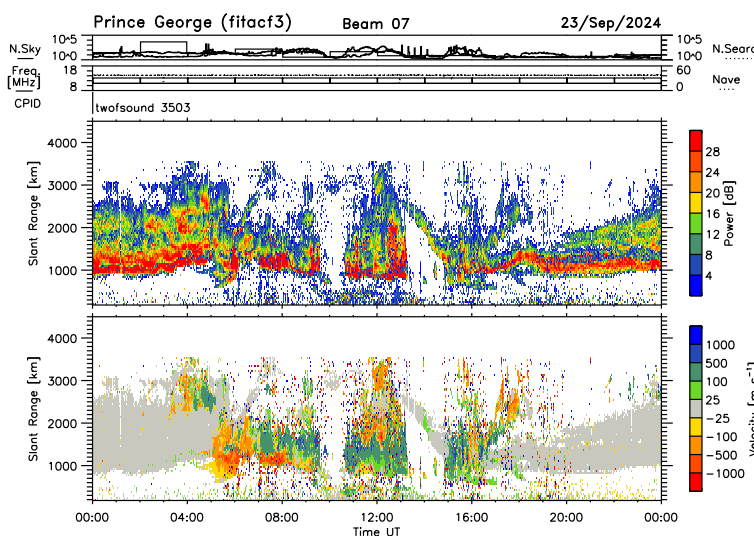 Prince George (fitacf3) Beam 07 23/Sep/2024
N.Sky 10^5 10^0 10^5 10^0 N.Searc
Freq. [MHz] 18 8 60 0 Nave
CPID twofsound 3503
Slant Range [km] 4000 3000 2000 1000
Power [dB] 28 24 20 16 12 8 4
Slant Range [km] 4000 3000 2000 1000
Velocity [m s^-1] 1000 500 100 25 -25 -100 -500 -1000
00:00 04:00 08:00 12:00 16:00 20:00 00:00
Time UT